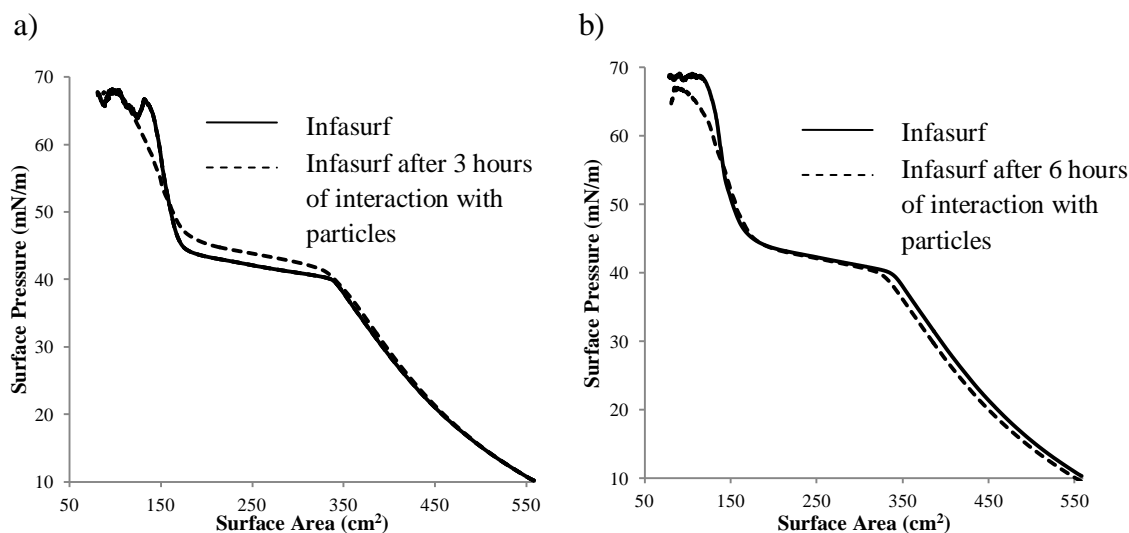 a)
70
60
50
40
30
20
10
50
150
250
350
450
550
Surface Pressure (mN/m)
Surface Area (cm²)
Infasurf
Infasurf after 3 hours
of interaction with
particles
b)
70
60
50
40
30
20
10
50
150
250
350
450
550
Surface Pressure (mN/m)
Surface Area (cm²)
Infasurf
Infasurf after 6 hours
of interaction with
particles